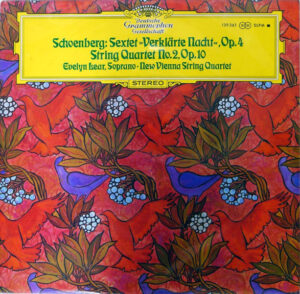 Deutsche
Grammophon
Gesellschaft
Schoenberg: Sextet-Verklärte Nacht-, Op. 4
String Quartet No. 2, Op. 10
Evelyn Lear, Soprano · New Vienna String Quartet
STEREO